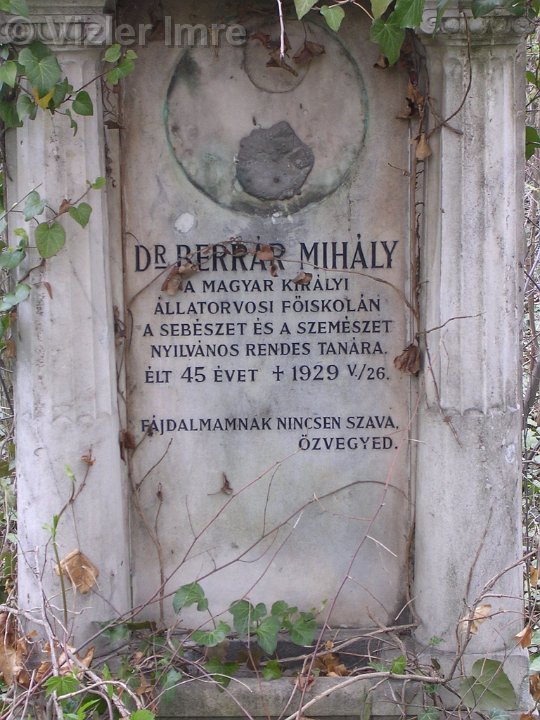 © Vizler Imre
DR BERRÁR MIHÁLY
A MAGYAR KIRÁLYI
ÁLLATORVOSI FŐISKOLÁN
A SEBÉSZET ÉS A SZEMÉSZET
NYILVÁNOS RENDES TANÁRA.
ÉLT 45 ÉVET ✝ 1929 V./26.
FÁJDALMAMNAK NINCSEN SZAVA.
ÖZVEGYED.